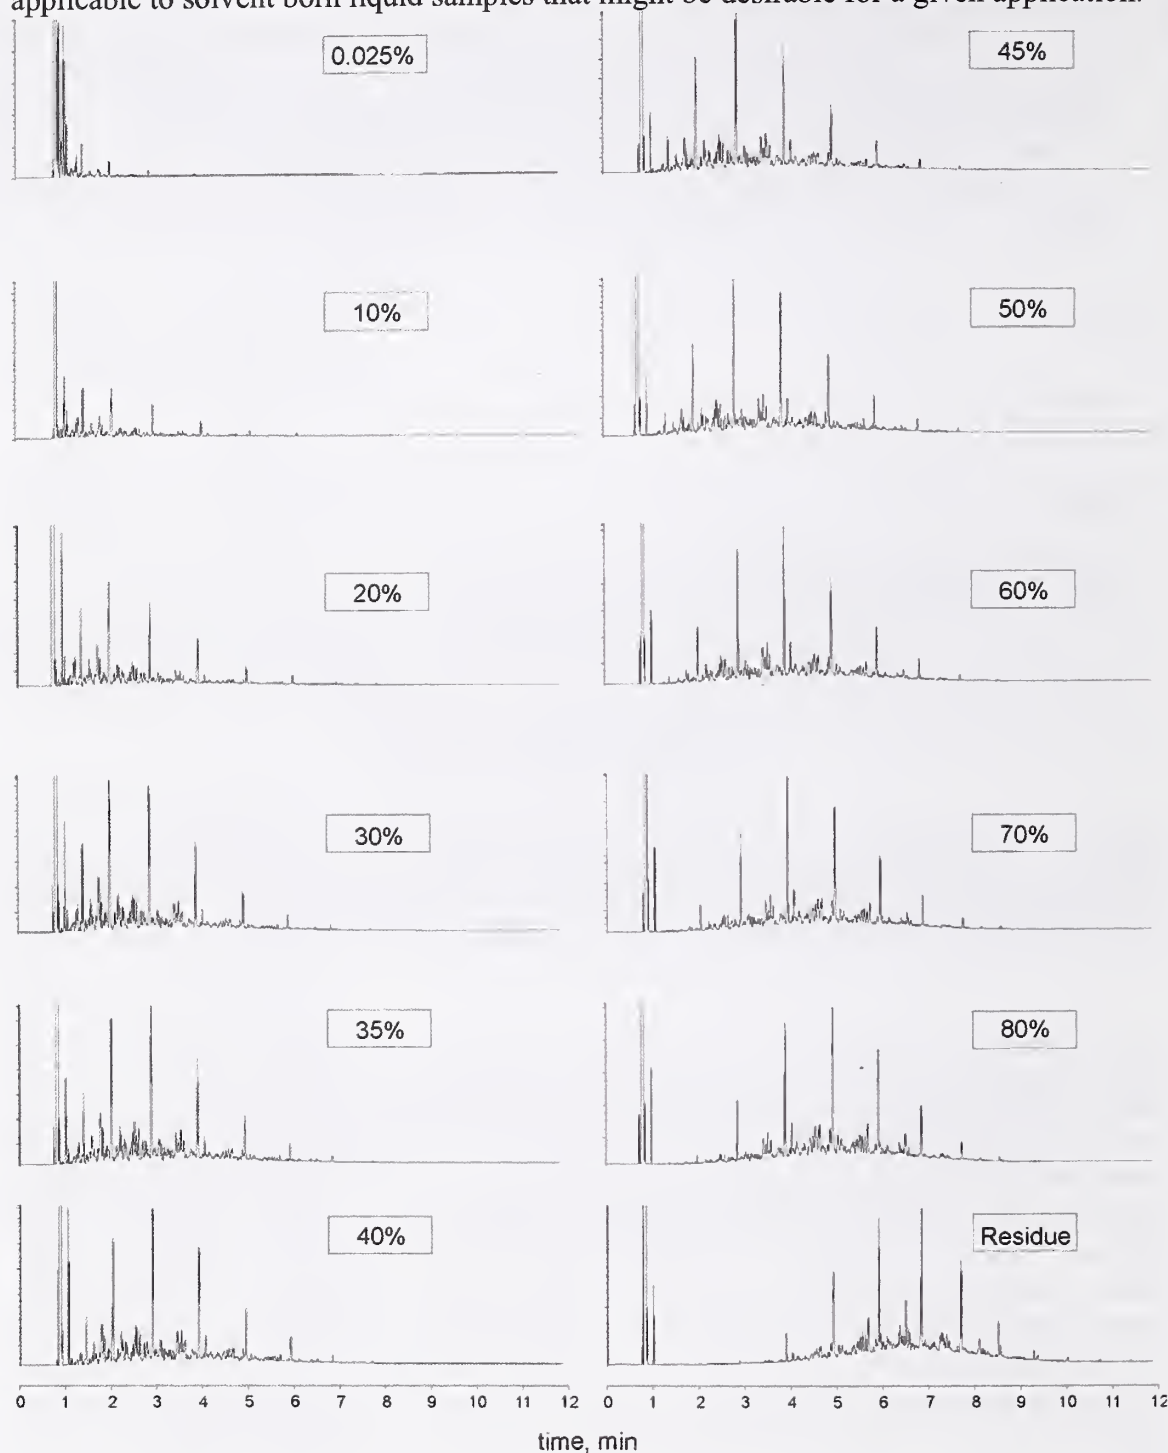 applicable to solvent born liquid samples that might be desirable for a given application.
0.025%
10%
20%
30%
35%
40%
0 1 2 3 4 5 6 7 8 9 10 11 12
45%
50%
60%
70%
80%
Residue
0 1 2 3 4 5 6 7 8 9 10 11 12
time, min